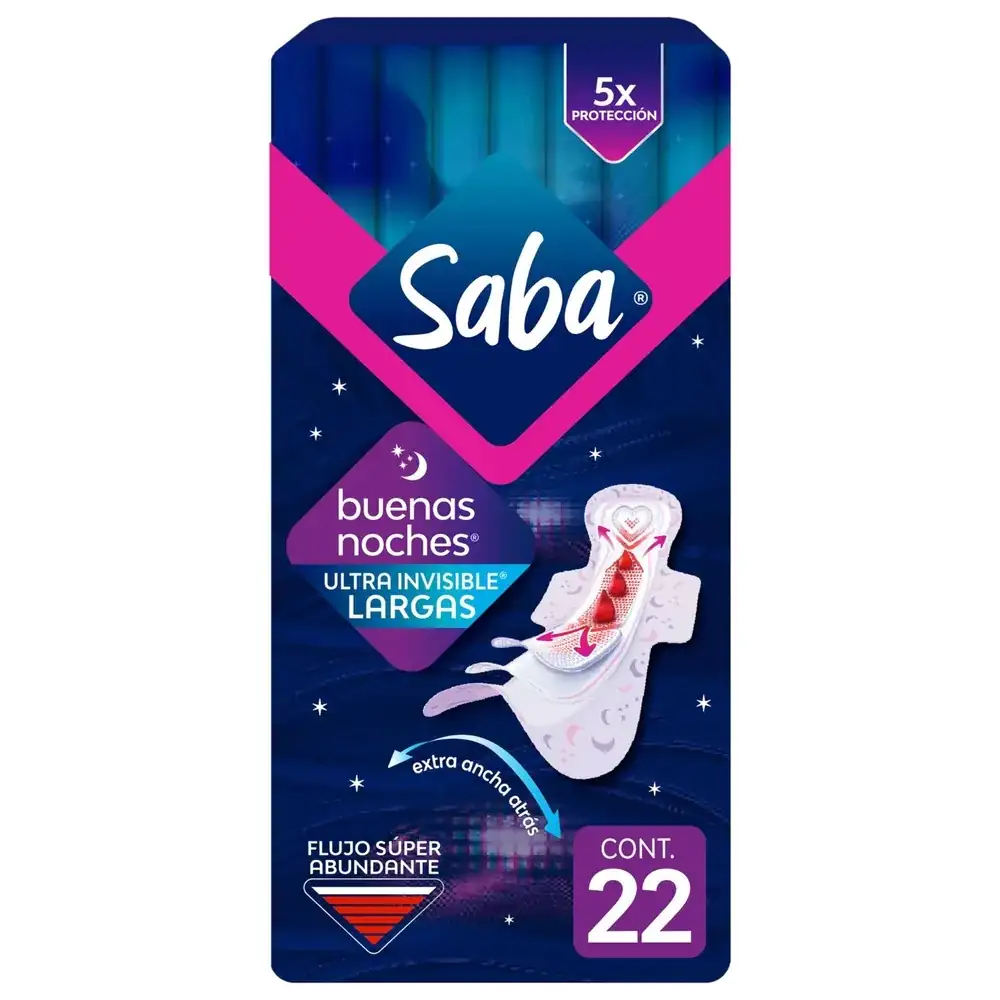 5x
PROTECCIÓN
Saba®
buenas
noches®
ULTRA INVISIBLE®
LARGAS
extra ancha atrás
FLUJO SÚPER
ABUNDANTE
CONT.
22